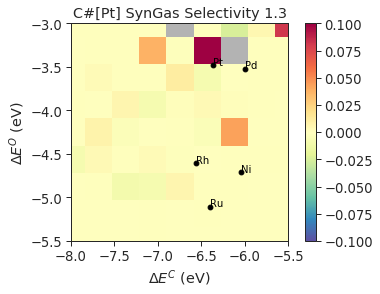 C#[Pt] SynGas Selectivity 1.3
−3.0
−3.5
−4.0
−4.5
−5.0
−5.5
ΔE^O (eV)
Pt
Pd
Rh
Ni
Ru
−8.0 −7.5 −7.0 −6.5 −6.0 −5.5
ΔE^C (eV)
0.100
0.075
0.050
0.025
0.000
−0.025
−0.050
−0.075
−0.100